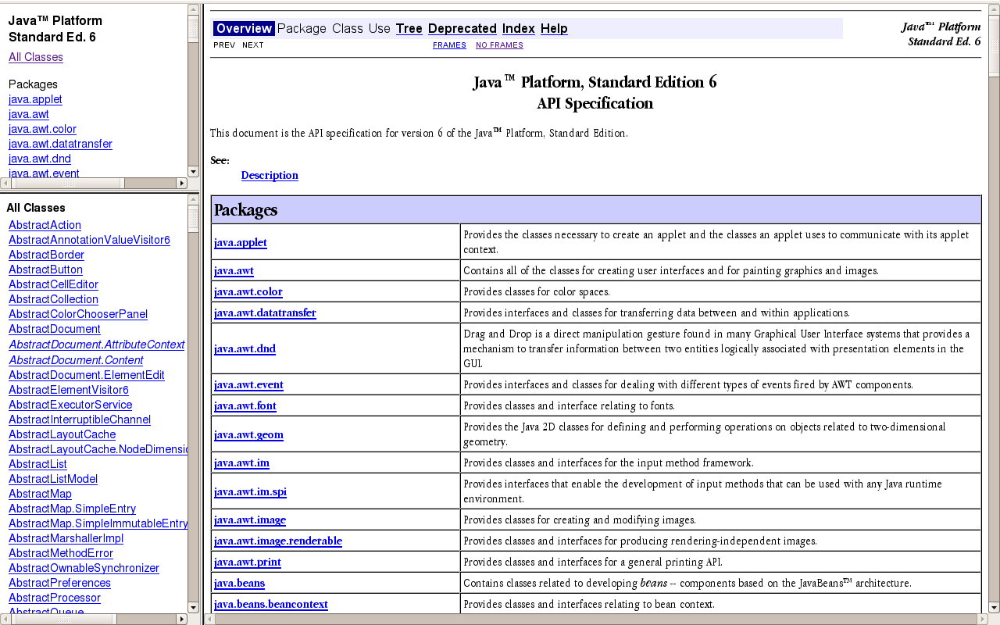 Java™ Platform
Standard Ed. 6
All Classes
Packages
java.applet
java.awt
java.awt.color
java.awt.datatransfer
java.awt.dnd
java.awt.event
All Classes
AbstractAction
AbstractAnnotationValueVisitor6
AbstractBorder
AbstractButton
AbstractCellEditor
AbstractCollection
AbstractColorChooserPanel
AbstractDocument
AbstractDocument.AttributeContext
AbstractDocument.Content
AbstractDocument.ElementEdit
AbstractElementVisitor6
AbstractExecutorService
AbstractInterruptibleChannel
AbstractLayoutCache
AbstractLayoutCache.NodeDimensio
AbstractList
AbstractListModel
AbstractMap
AbstractMap.SimpleEntry
AbstractMap.SimpleImmutableEntry
AbstractMarshallerImpl
AbstractMethodError
AbstractOwnableSynchronizer
AbstractPreferences
AbstractProcessor
AbstractQueue
Overview Package Class Use Tree Deprecated Index Help
PREV NEXT FRAMES NO FRAMES
Java™ Platform
Standard Ed. 6
Java™ Platform, Standard Edition 6
API Specification
This document is the API specification for version 6 of the Java™ Platform, Standard Edition.
See:
Description
Packages
java.applet
Provides the classes necessary to create an applet and the classes an applet uses to communicate with its applet
context.
java.awt
Contains all of the classes for creating user interfaces and for painting graphics and images.
java.awt.color
Provides classes for color spaces.
java.awt.datatransfer
Provides interfaces and classes for transferring data between and within applications.
java.awt.dnd
Drag and Drop is a direct manipulation gesture found in many Graphical User Interface systems that provides a
mechanism to transfer information between two entities logically associated with presentation elements in the
GUI.
java.awt.event
Provides interfaces and classes for dealing with different types of events fired by AWT components.
java.awt.font
Provides classes and interface relating to fonts.
java.awt.geom
Provides the Java 2D classes for defining and performing operations on objects related to two-dimensional
geometry.
java.awt.im
Provides classes and interfaces for the input method framework.
java.awt.im.spi
Provides interfaces that enable the development of input methods that can be used with any Java runtime
environment.
java.awt.image
Provides classes for creating and modifying images.
java.awt.image.renderable
Provides classes and interfaces for producing rendering-independent images.
java.awt.print
Provides classes and interfaces for a general printing API.
java.beans
Contains classes related to developing beans -- components based on the JavaBeans™ architecture.
java.beans.beancontext
Provides classes and interfaces relating to bean context.